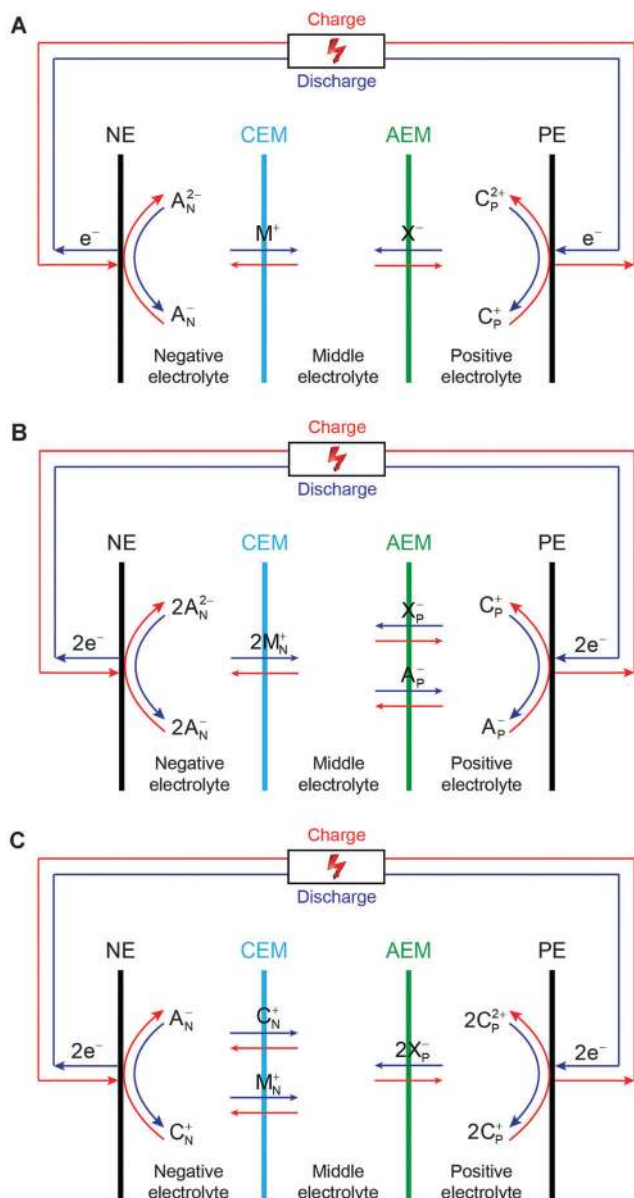 A
Charge
Discharge
NE CEM AEM PE
A_N^{2−} C_P^{2+}
e^− M^+ X^− e^−
A_N^− C_P^+
Negative electrolyte Middle electrolyte Positive electrolyte
B
Charge
Discharge
NE CEM AEM PE
2A_N^{2−} X_P^− C_P^+
2e^− 2M_N^+ 2e^−
A_P^−
2A_N^− A_P^−
Negative electrolyte Middle electrolyte Positive electrolyte
C
Charge
Discharge
NE CEM AEM PE
A_N^− C_N^+ 2C_P^{2+}
2e^− 2X_P^− 2e^−
M_N^+
C_N^+ 2C_P^+
Negative electrolyte Middle electrolyte Positive electrolyte